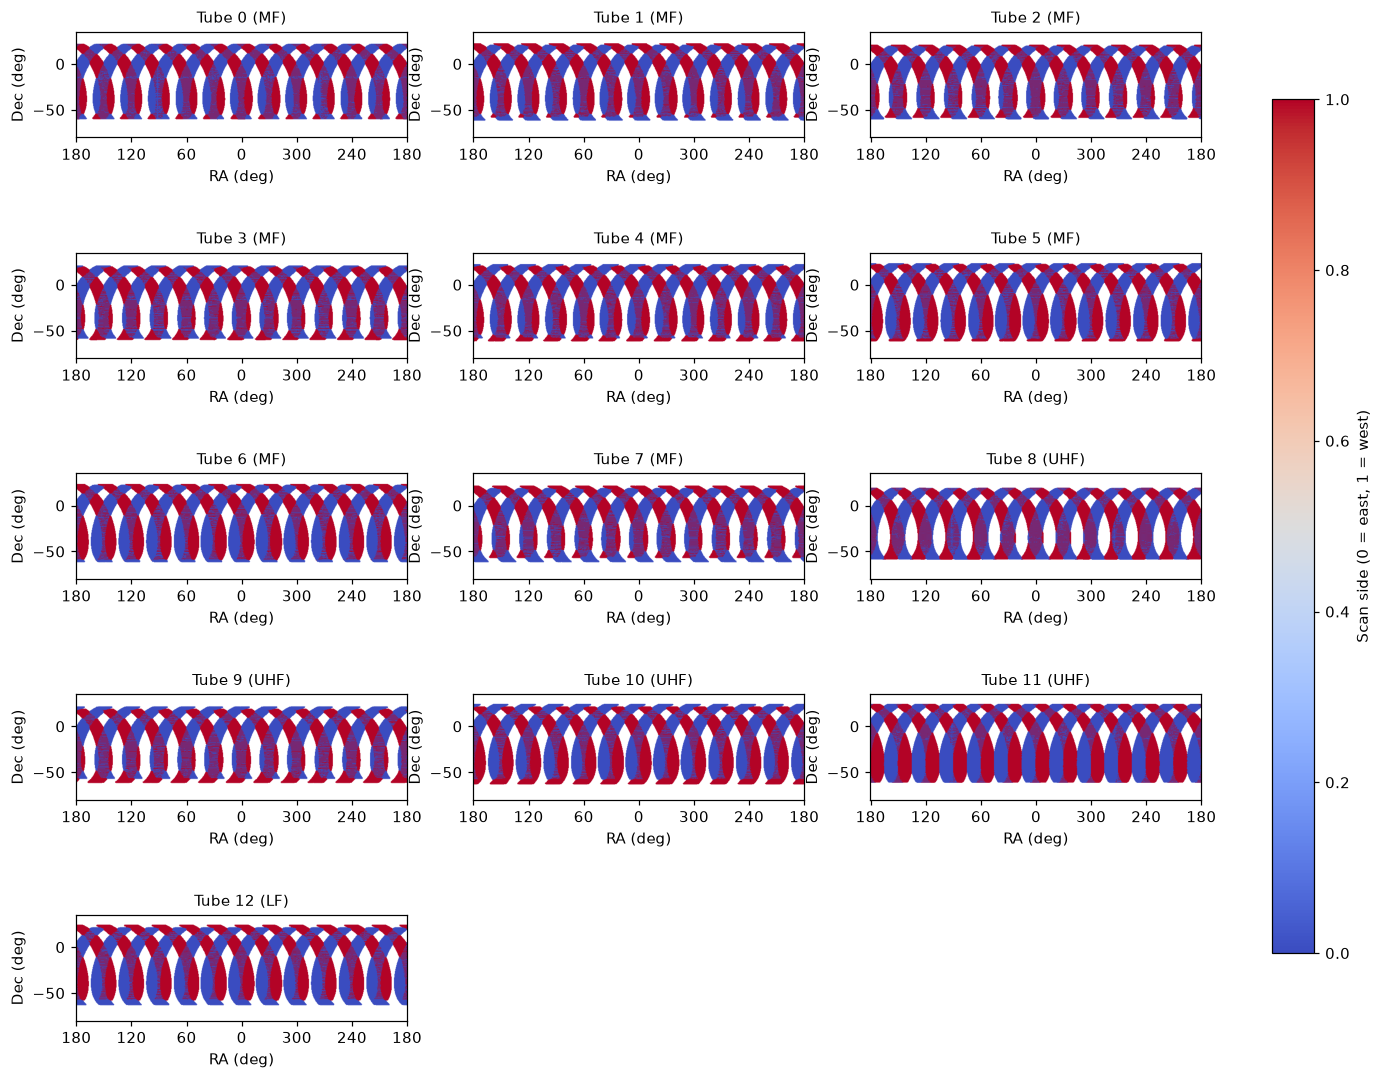 Tube 0 (MF)
Tube 1 (MF)
Tube 2 (MF)
Dec (deg)
0
−50
Dec (deg)
Dec (deg)
180 120 60 0 300 240 180
180 120 60 0 300 240 180
180 120 60 0 300 240 180
RA (deg)
RA (deg)
RA (deg)
Tube 3 (MF)
Tube 4 (MF)
Tube 5 (MF)
Dec (deg)
0
−50
Dec (deg)
Dec (deg)
180 120 60 0 300 240 180
180 120 60 0 300 240 180
180 120 60 0 300 240 180
RA (deg)
RA (deg)
RA (deg)
Tube 6 (MF)
Tube 7 (MF)
Tube 8 (UHF)
Dec (deg)
0
−50
Dec (deg)
0
−50
Dec (deg)
0
−50
180 120 60 0 300 240 180
180 120 60 0 300 240 180
180 120 60 0 300 240 180
RA (deg)
RA (deg)
RA (deg)
Tube 9 (UHF)
Tube 10 (UHF)
Tube 11 (UHF)
Dec (deg)
0
−50
Dec (deg)
0
−50
Dec (deg)
0
−50
180 120 60 0 300 240 180
180 120 60 0 300 240 180
180 120 60 0 300 240 180
RA (deg)
RA (deg)
RA (deg)
Tube 12 (LF)
Dec (deg)
0
−50
180 120 60 0 300 240 180
RA (deg)
1.0
0.8
0.6
0.4
0.2
0.0
Scan side (0 = east, 1 = west)